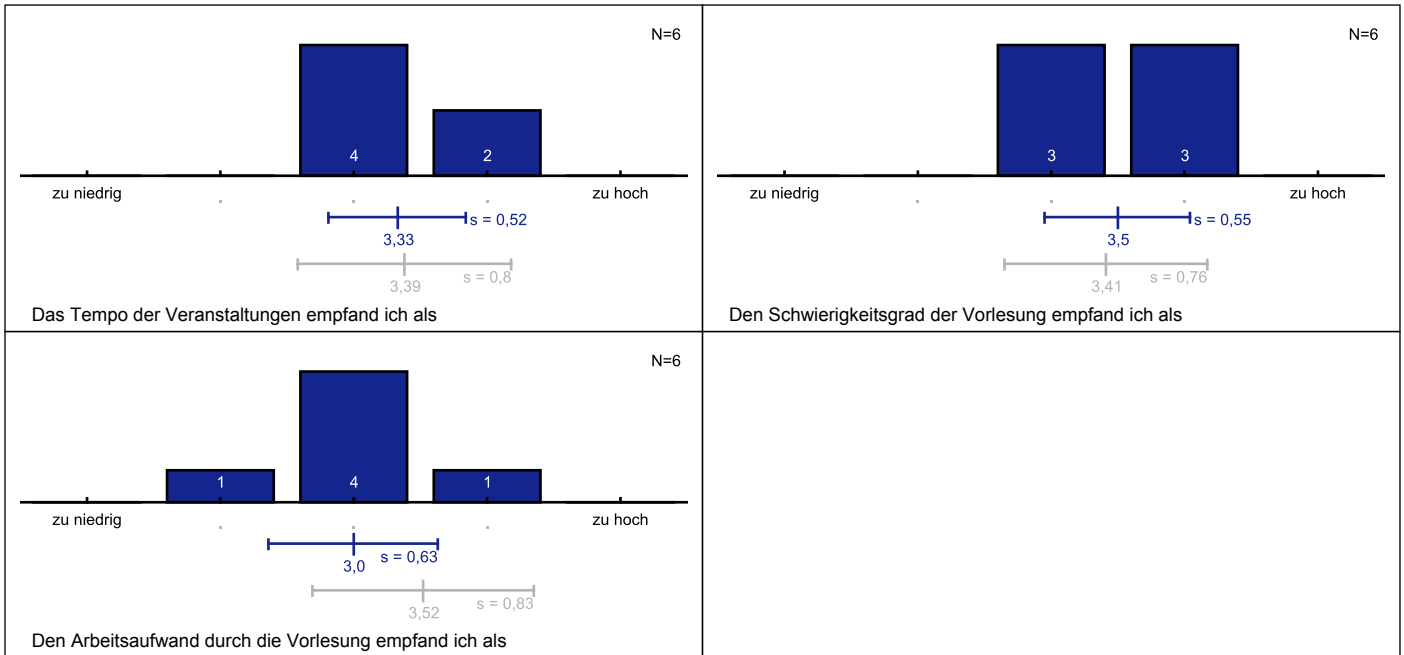 N=6
4
2
zu niedrig
.
.
.
zu hoch
s = 0,52
3,33
s = 0,8
3,39
Das Tempo der Veranstaltungen empfand ich als
N=6
3
3
zu niedrig
.
.
.
zu hoch
s = 0,55
3,5
s = 0,76
3,41
Den Schwierigkeitsgrad der Vorlesung empfand ich als
N=6
1
4
1
zu niedrig
.
.
.
zu hoch
s = 0,63
3,0
s = 0,83
3,52
Den Arbeitsaufwand durch die Vorlesung empfand ich als